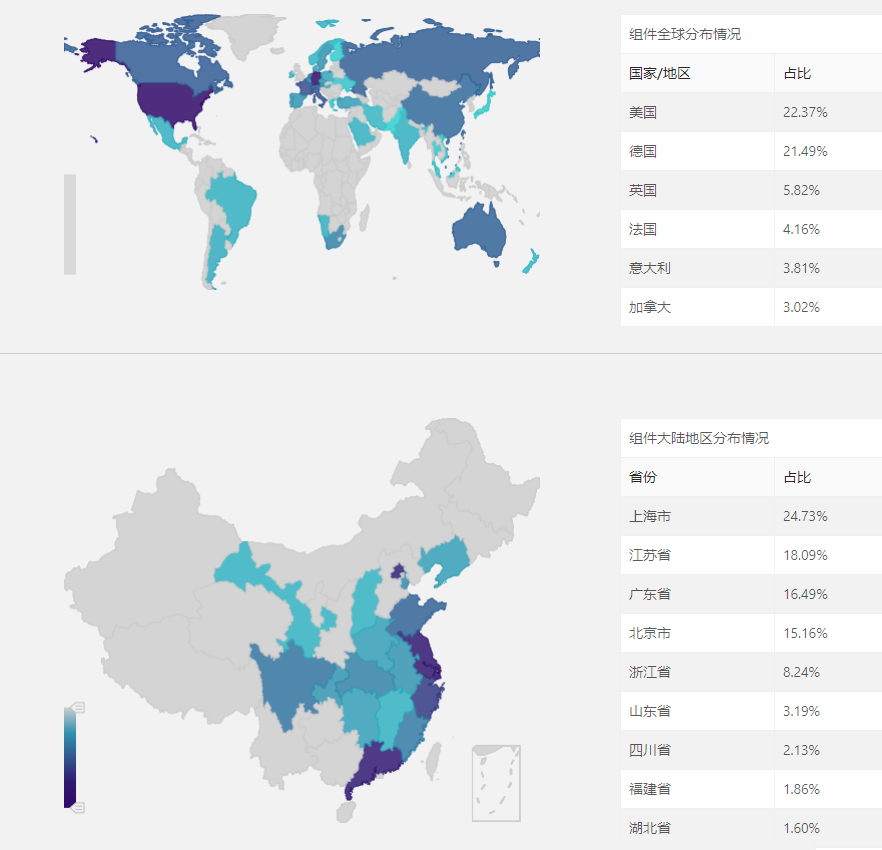 组件全球分布情况
国家/地区 占比
美国 22.37%
德国 21.49%
英国 5.82%
法国 4.16%
意大利 3.81%
加拿大 3.02%
组件大陆地区分布情况
省份 占比
上海市 24.73%
江苏省 18.09%
广东省 16.49%
北京市 15.16%
浙江省 8.24%
山东省 3.19%
四川省 2.13%
福建省 1.86%
湖北省 1.60%